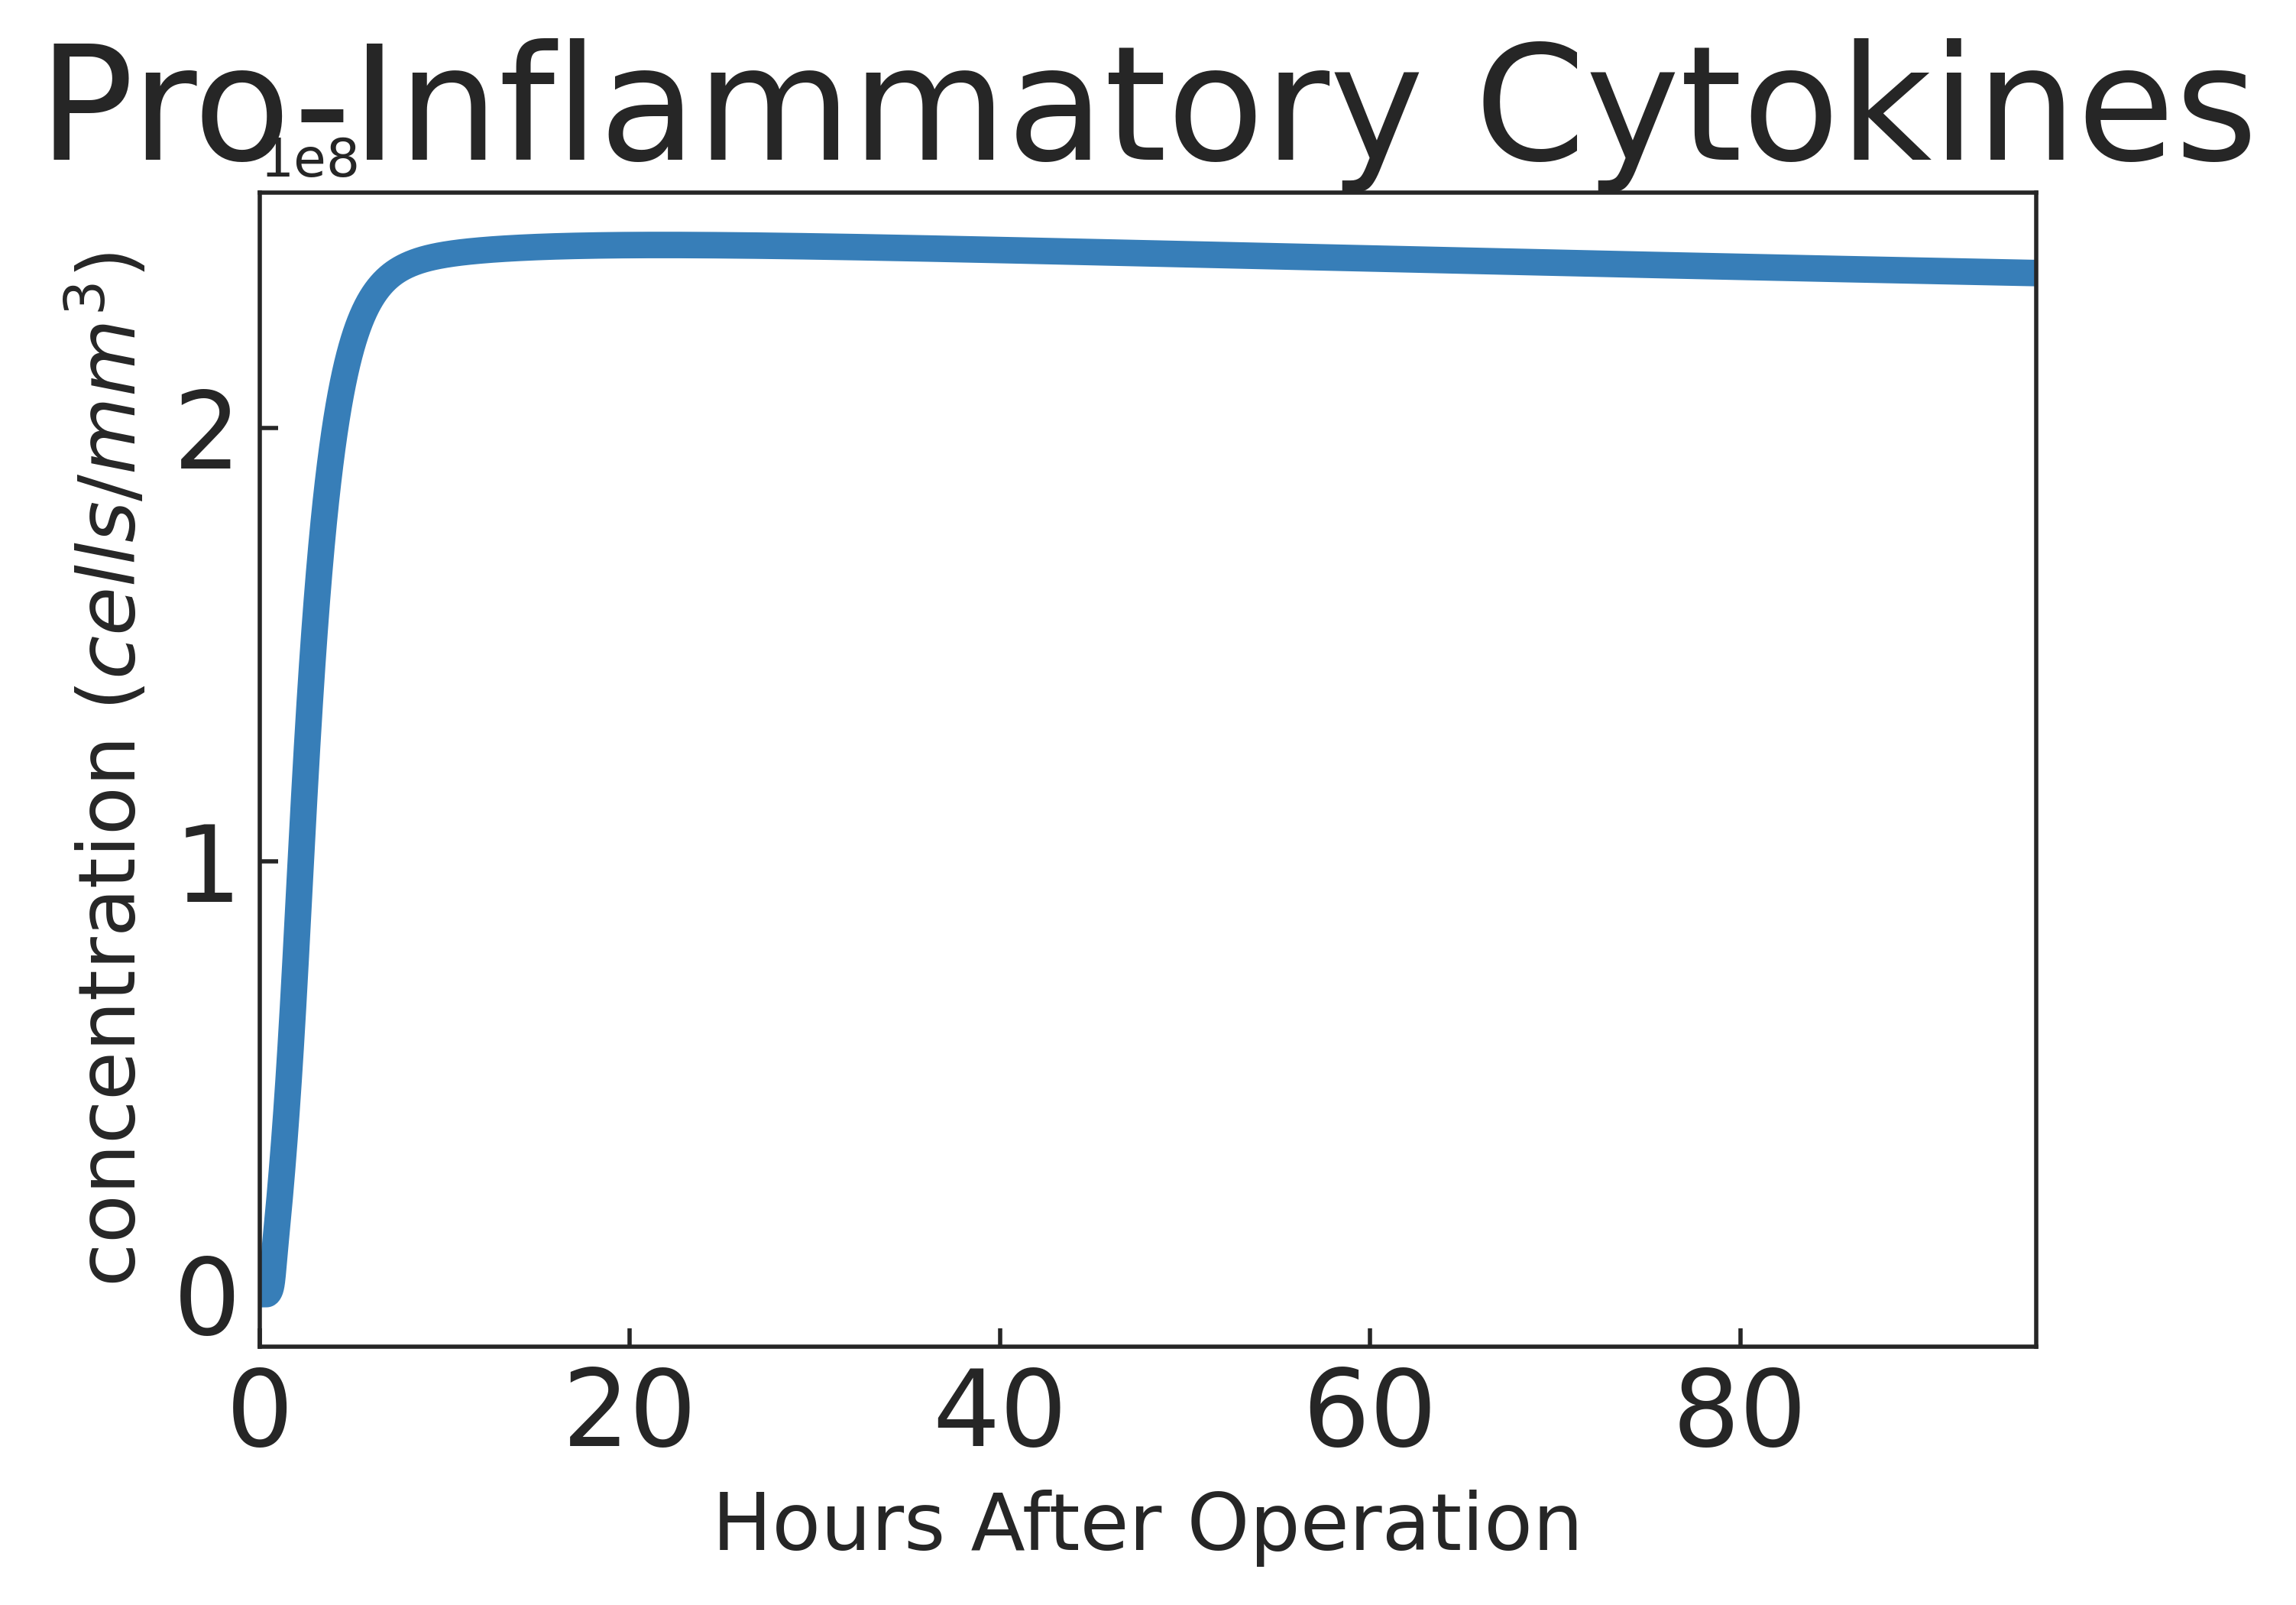 Pro-Inflammatory Cytokines
1e8
concentration (cells/mm³)
2
1
0
0 20 40 60 80
Hours After Operation